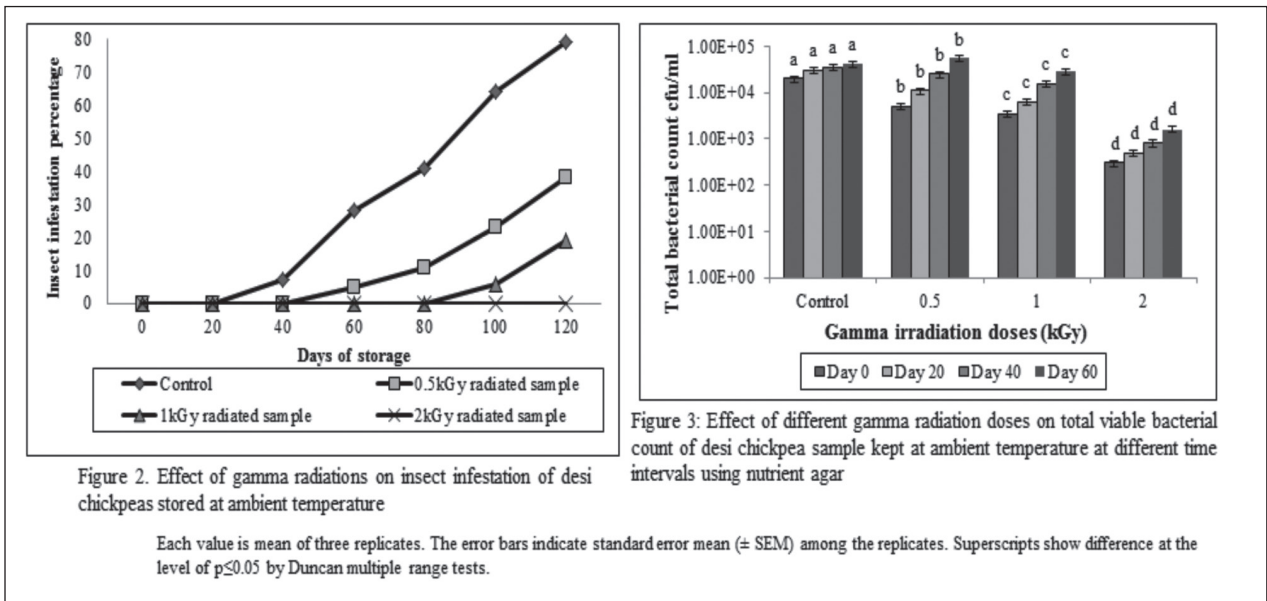 80
70
60
50
40
30
20
10
0
Insect infestation percentage
0 20 40 60 80 100 120
Days of storage
Control
0.5kGy radiated sample
1kGy radiated sample
2kGy radiated sample
Figure 2. Effect of gamma radiations on insect infestation of desi
chickpeas stored at ambient temperature
1.00E+05
1.00E+04
1.00E+03
1.00E+02
1.00E+01
1.00E+00
Total bacterial count cfu/ml
a a a a
b b b b
c c c c
d d d d
Control 0.5 1 2
Gamma irradiation doses (kGy)
Day 0 Day 20 Day 40 Day 60
Figure 3: Effect of different gamma radiation doses on total viable bacterial
count of desi chickpea sample kept at ambient temperature at different time
intervals using nutrient agar
Each value is mean of three replicates. The error bars indicate standard error mean (± SEM) among the replicates. Superscripts show difference at the
level of p≤0.05 by Duncan multiple range tests.